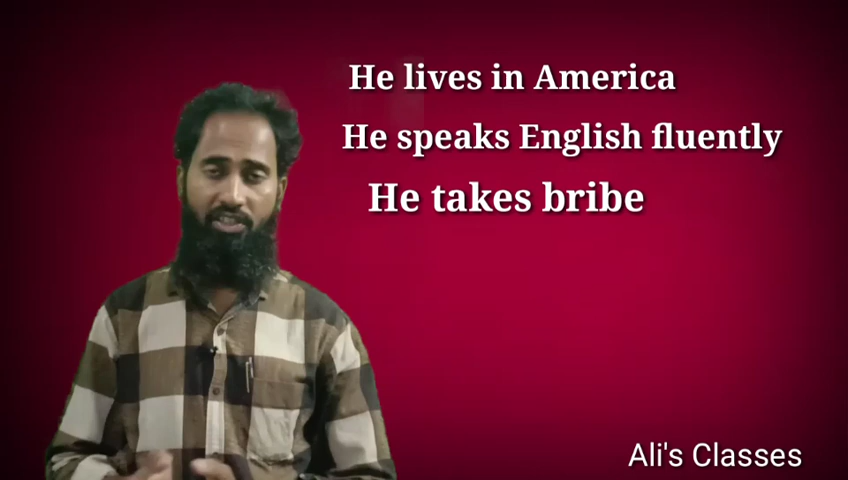 He lives in America
He speaks English fluently
He takes bribe
Ali's Classes